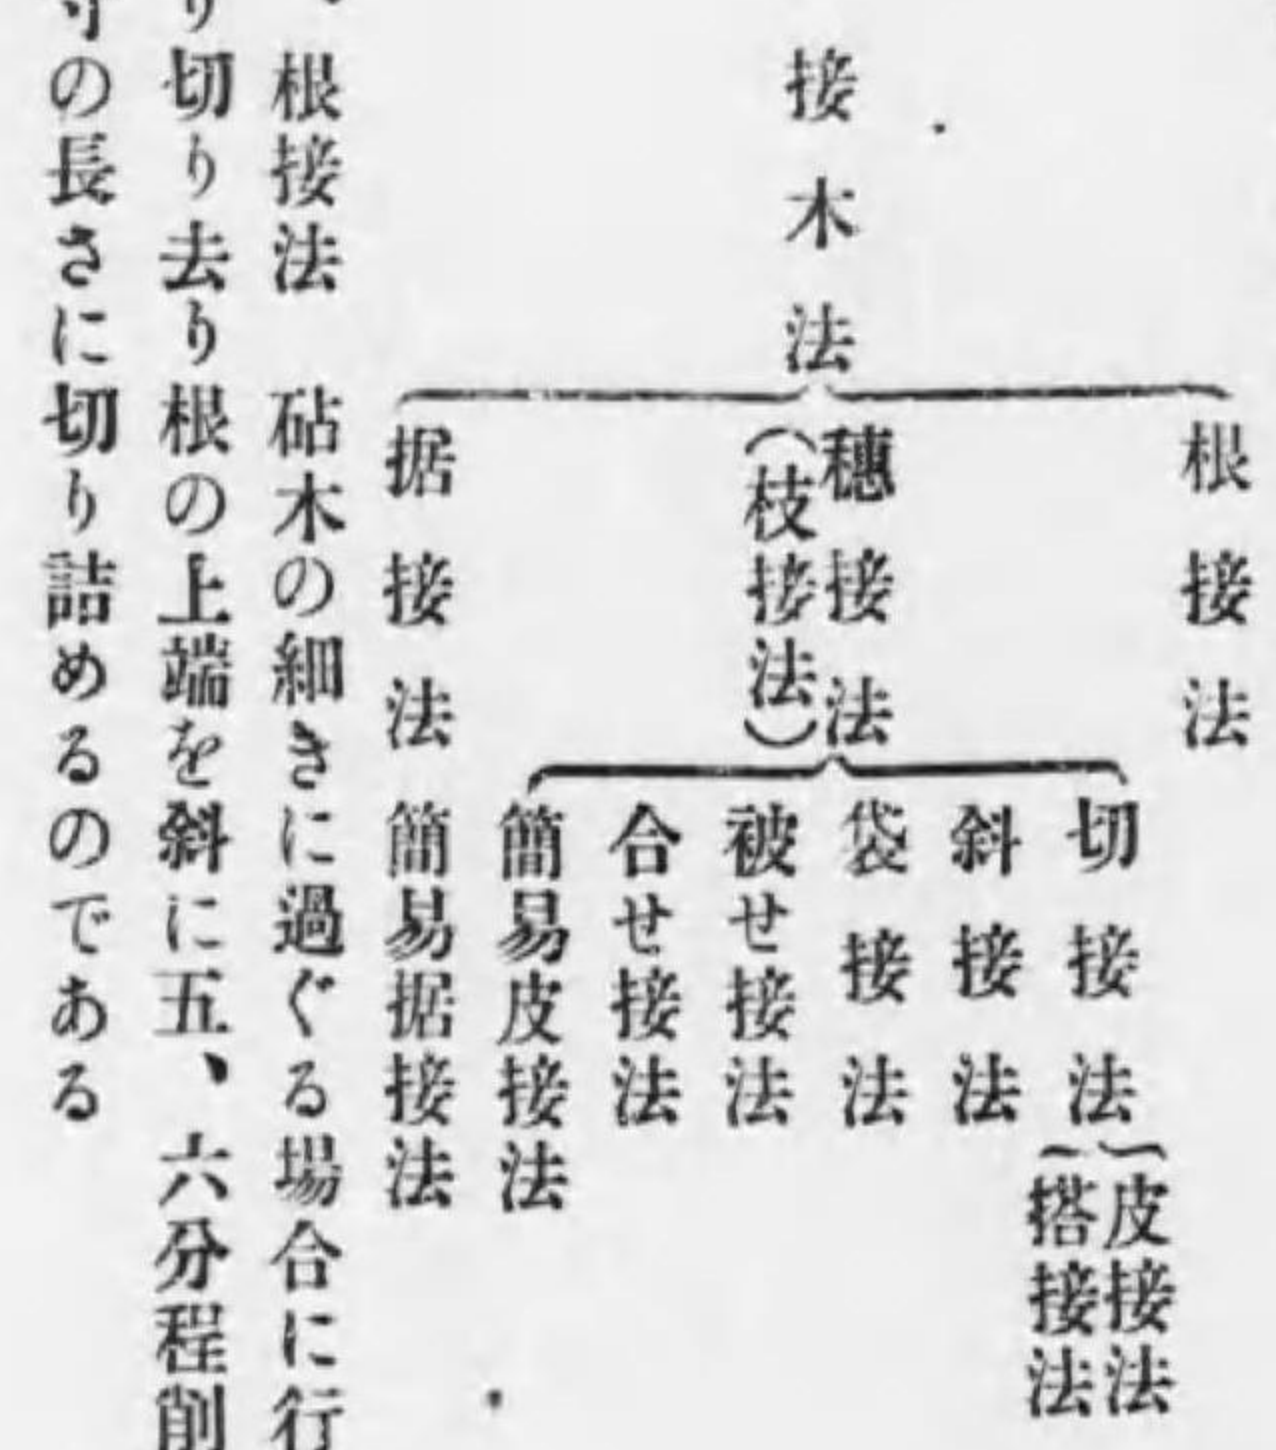 接木法
根接法
穗接法
(枝接法)
据接法
切接法
皮接法
搭接法
斜接法
袋接法
被せ接法
合せ接法
簡易皮接法
簡易据接法
、根接法　砧木の細きに過ぐる場合に行
り切り去り根の上端を斜に五、六分程削
寸の長さに切り詰めるのである